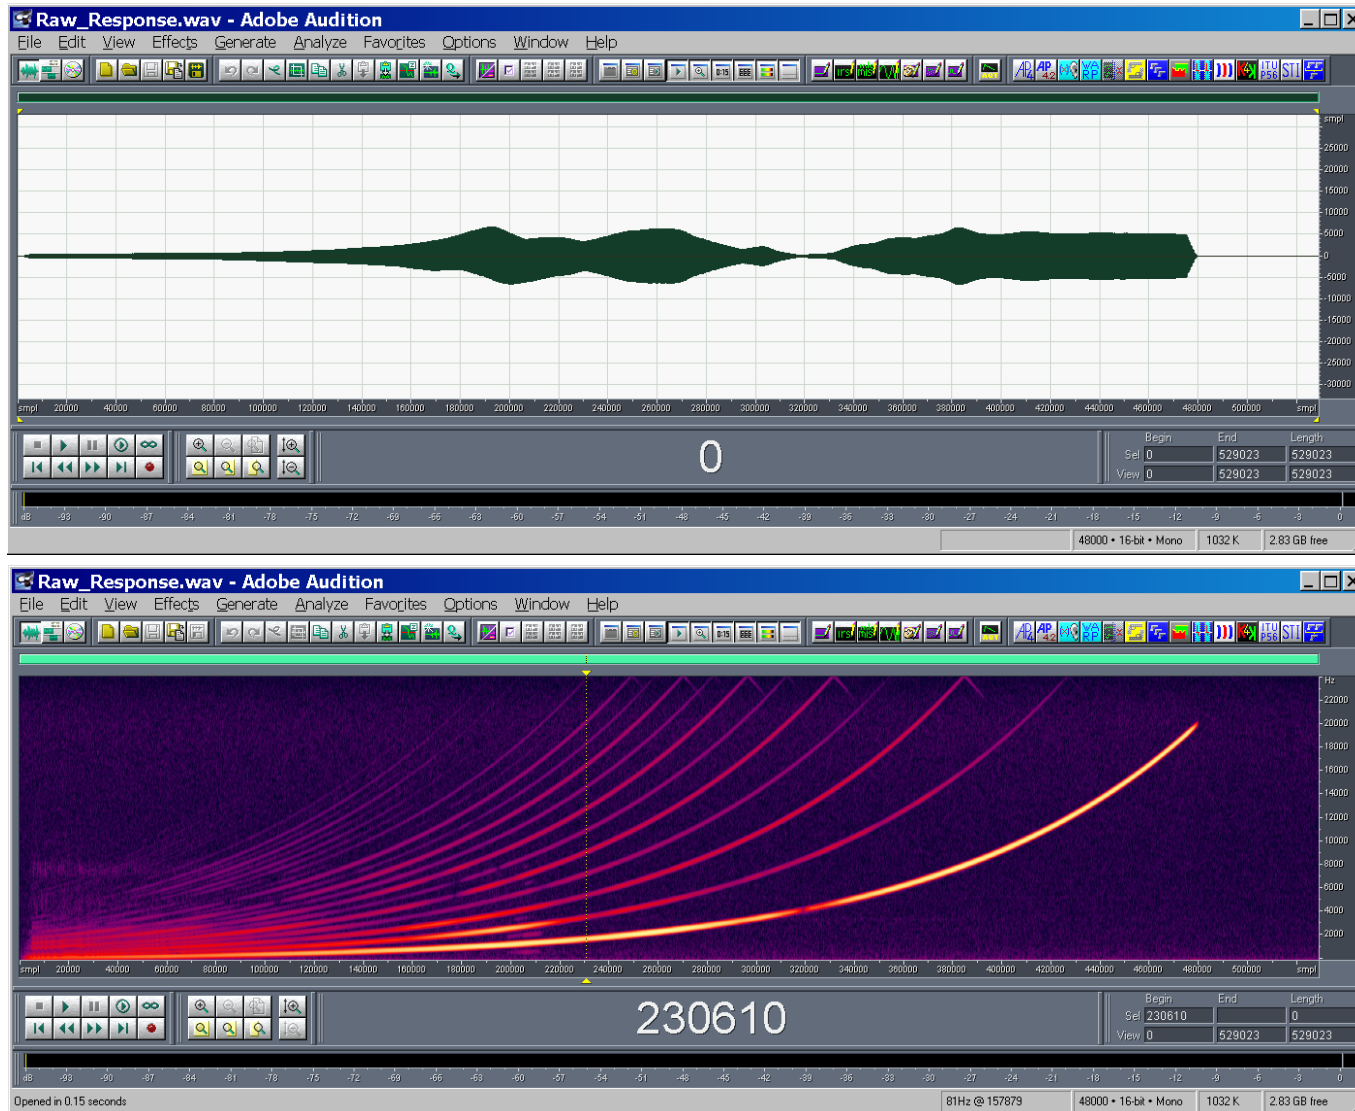 Raw_Response.wav - Adobe Audition
File Edit View Effects Generate Analyze Favorites Options Window Help
smpl
25000
20000
15000
10000
5000
0
-5000
-10000
-15000
-20000
-25000
-30000
smpl 20000 40000 60000 80000 100000 120000 140000 160000 180000 200000 220000 240000 260000 280000 300000 320000 340000 360000 380000 400000 420000 440000 460000 480000 500000 smpl
0
Begin End Length
Sel 0 529023 529023
View 0 529023 529023
dB -93 -90 -87 -84 -81 -78 -75 -72 -69 -66 -63 -60 -57 -54 -51 -48 -45 -42 -39 -36 -33 -30 -27 -24 -21 -18 -15 -12 -9 -6 -3 0
48000 • 16-bit • Mono 1032 K 2.83 GB free
Raw_Response.wav - Adobe Audition
File Edit View Effects Generate Analyze Favorites Options Window Help
Hz
22000
20000
18000
16000
14000
12000
10000
8000
6000
4000
2000
smpl 20000 40000 60000 80000 100000 120000 140000 160000 180000 200000 220000 240000 260000 280000 300000 320000 340000 360000 380000 400000 420000 440000 460000 480000 500000 smpl
230610
Begin End Length
Sel 230610 0
View 0 529023 529023
dB -93 -90 -87 -84 -81 -78 -75 -72 -69 -66 -63 -60 -57 -54 -51 -48 -45 -42 -39 -36 -33 -30 -27 -24 -21 -18 -15 -12 -9 -6 -3 0
Opened in 0.15 seconds 81Hz @ 157879 48000 • 16-bit • Mono 1032 K 2.83 GB free